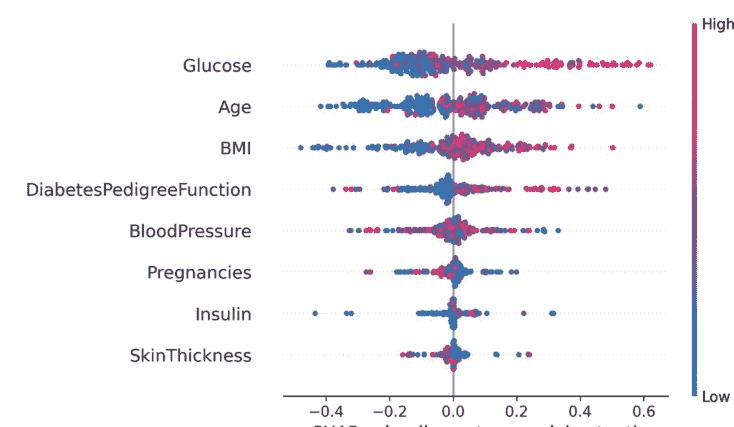 High
Glucose
Age
BMI
DiabetesPedigreeFunction
BloodPressure
Pregnancies
Insulin
SkinThickness
Low
−0.4 −0.2 0.0 0.2 0.4 0.6